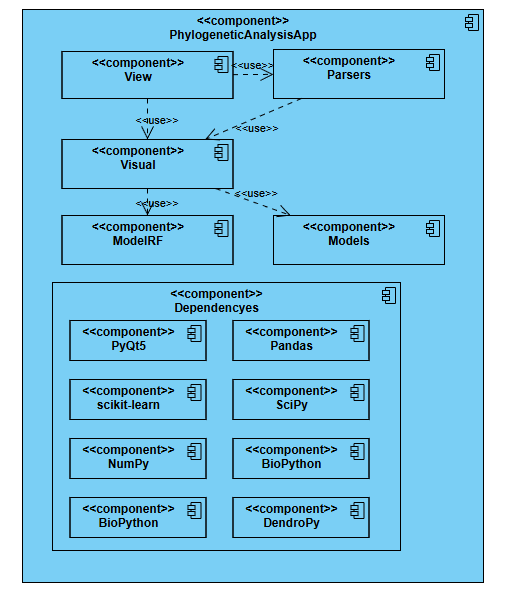 <<component>>
PhylogeneticAnalysisApp
<<component>>
View
<<use>>
<<component>>
Parsers
<<use>>
<<use>>
<<component>>
Visual
<<use>>
<<use>>
<<component>>
ModelRF
<<component>>
Models
<<component>>
Dependencyes
<<component>>
PyQt5
<<component>>
Pandas
<<component>>
scikit-learn
<<component>>
SciPy
<<component>>
NumPy
<<component>>
BioPython
<<component>>
BioPython
<<component>>
DendroPy